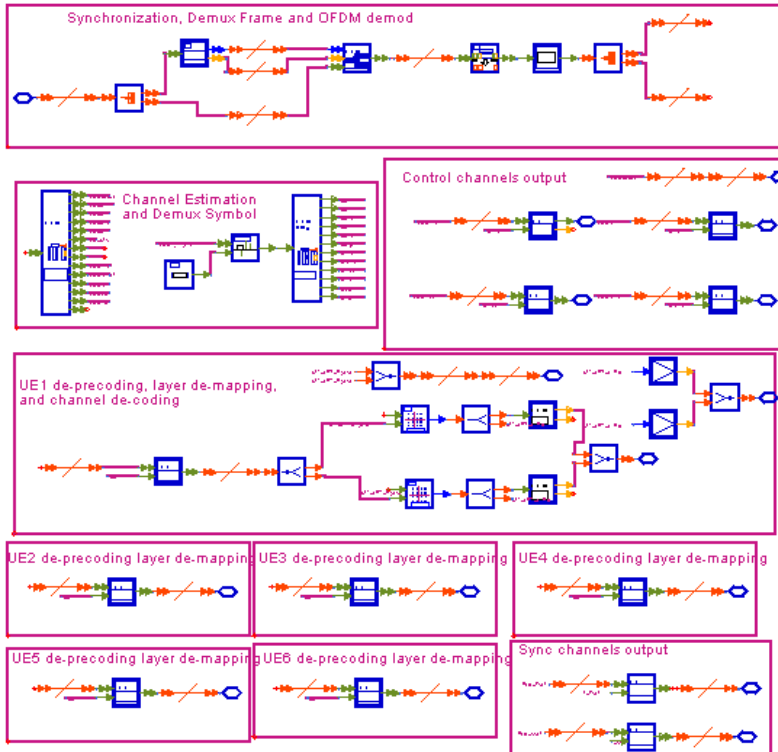 Synchronization, Demux Frame and OFDM demod
Channel Estimation
and Demux Symbol
Control channels output
UE1 de-precoding, layer de-mapping,
and channel de-coding
UE2 de-precoding layer de-mapping
UE3 de-precoding layer de-mapping
UE4 de-precoding layer de-mapping
UE5 de-precoding layer de-mapping
UE6 de-precoding layer de-mapping
Sync channels output